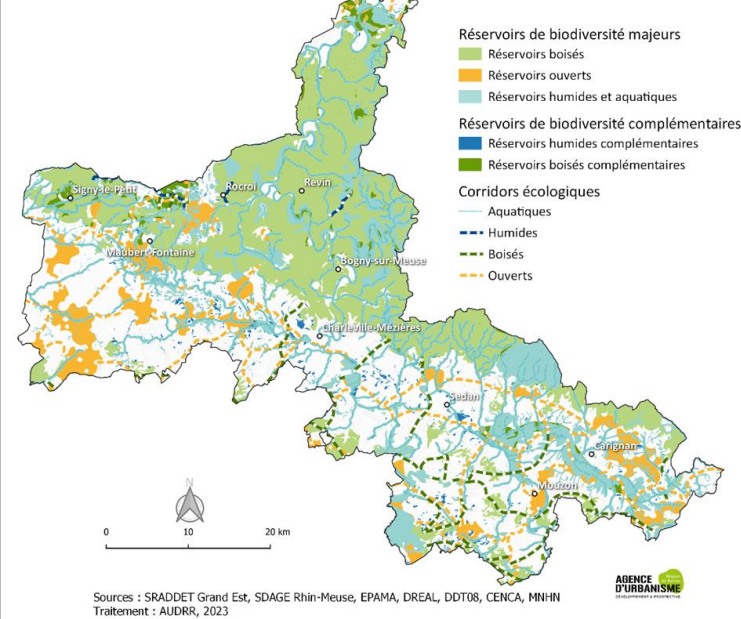 Réservoirs de biodiversité majeurs
Réservoirs boisés
Réservoirs ouverts
Réservoirs humides et aquatiques
Réservoirs de biodiversité complémentaires
Réservoirs humides complémentaires
Réservoirs boisés complémentaires
Corridors écologiques
Aquatiques
Humides
Boisés
Ouverts
Signy-le-Petit
Rocroi
Revin
Maubert-Fontaine
Bogny-sur-Meuse
Charleville-Mézières
Sedan
Carignan
Mouzon
N
0 10 20 km
AGENCE
D'URBANISME
DÉVELOPPEMENT & PROSPECTIVE
Sources : SRADDET Grand Est, SDAGE Rhin-Meuse, EPAMA, DREAL, DDT08, CENCA, MNHN
Traitement : AUDRR, 2023